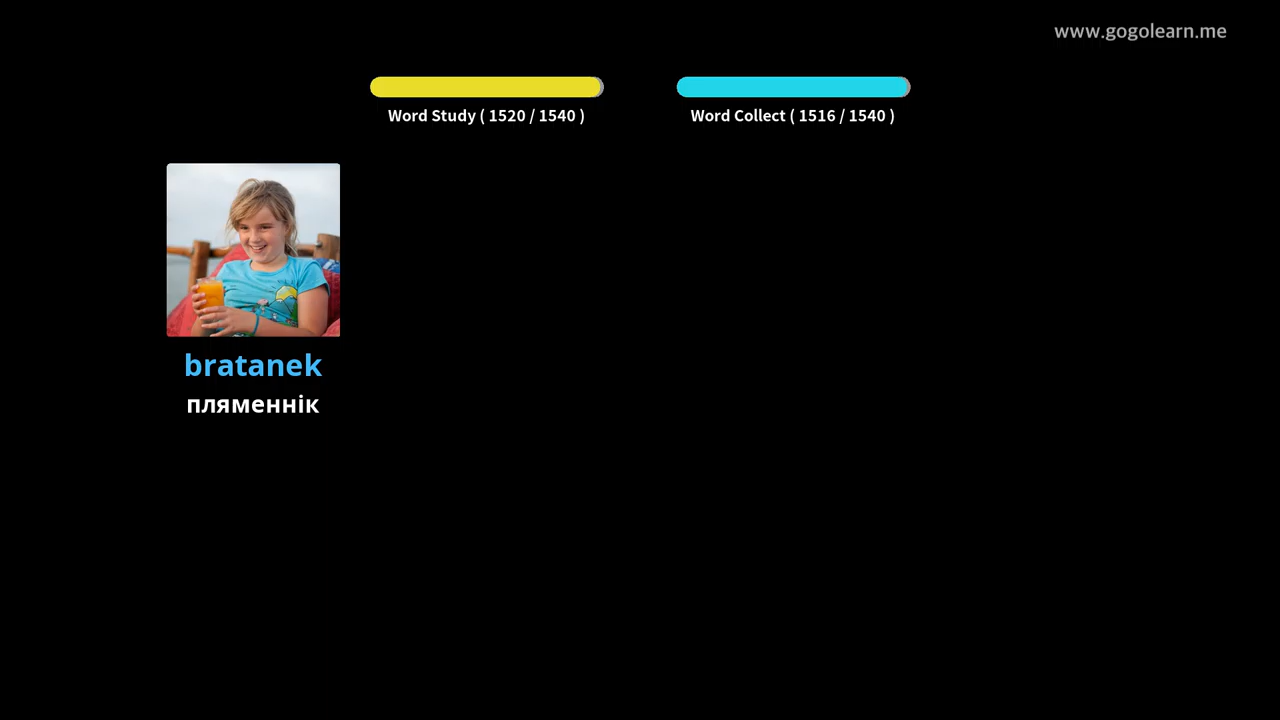 www.gogolearn.me
Word Study ( 1520 / 1540 )
Word Collect ( 1516 / 1540 )
bratanek
пляменнік